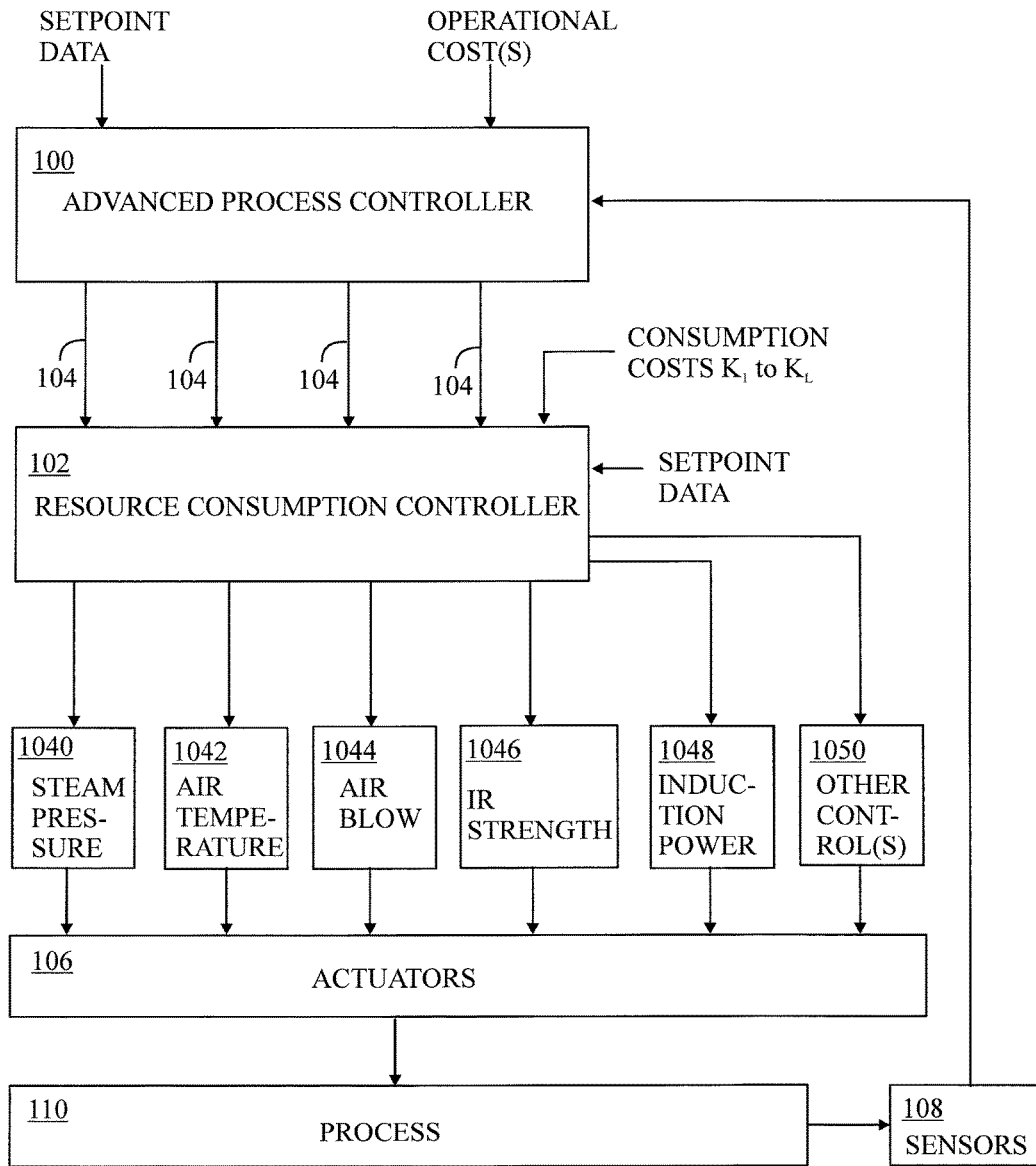 SETPOINT
DATA
OPERATIONAL
COST(S)
100
ADVANCED PROCESS CONTROLLER
104
104
104
104
CONSUMPTION
COSTS K₁ to K_L
102
RESOURCE CONSUMPTION CONTROLLER
SETPOINT
DATA
1040
STEAM
PRES-
SURE
1042
AIR
TEMPE-
RATURE
1044
AIR
BLOW
1046
IR
STRENGTH
1048
INDUC-
TION
POWER
1050
OTHER
CONT-
ROL(S)
106
ACTUATORS
110
PROCESS
108
SENSORS